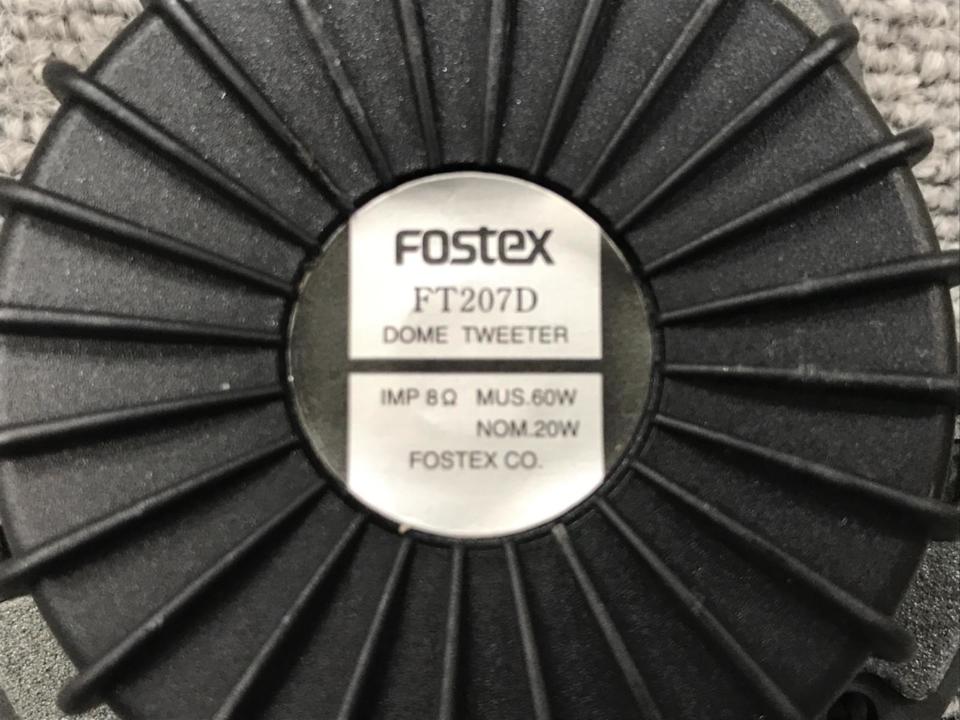 FOSTEX
FT207D
DOME TWEETER
IMP 8Ω MUS.60W
NOM.20W
FOSTEX CO.